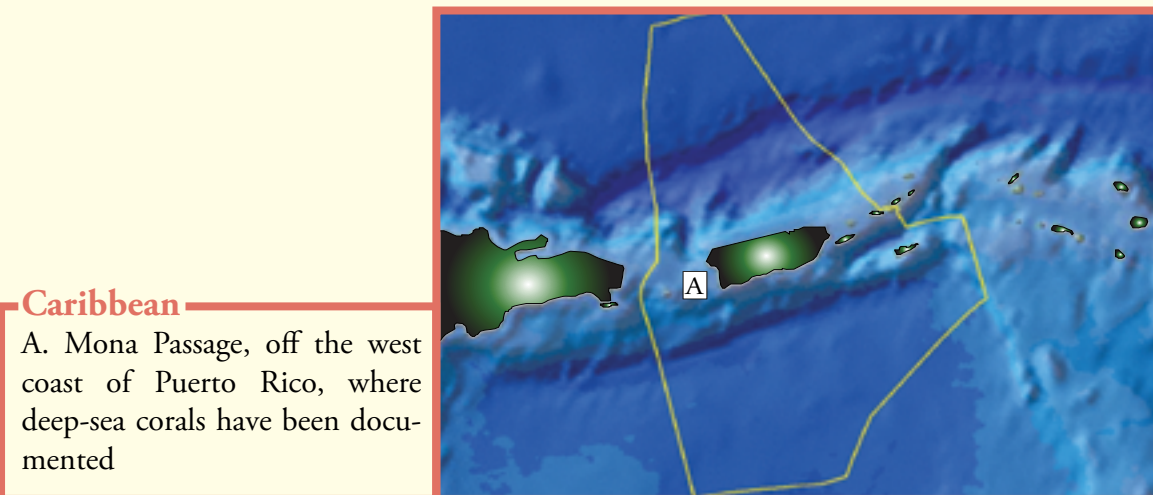 Caribbean
A. Mona Passage, off the west
coast of Puerto Rico, where
deep-sea corals have been docu-
mented
A